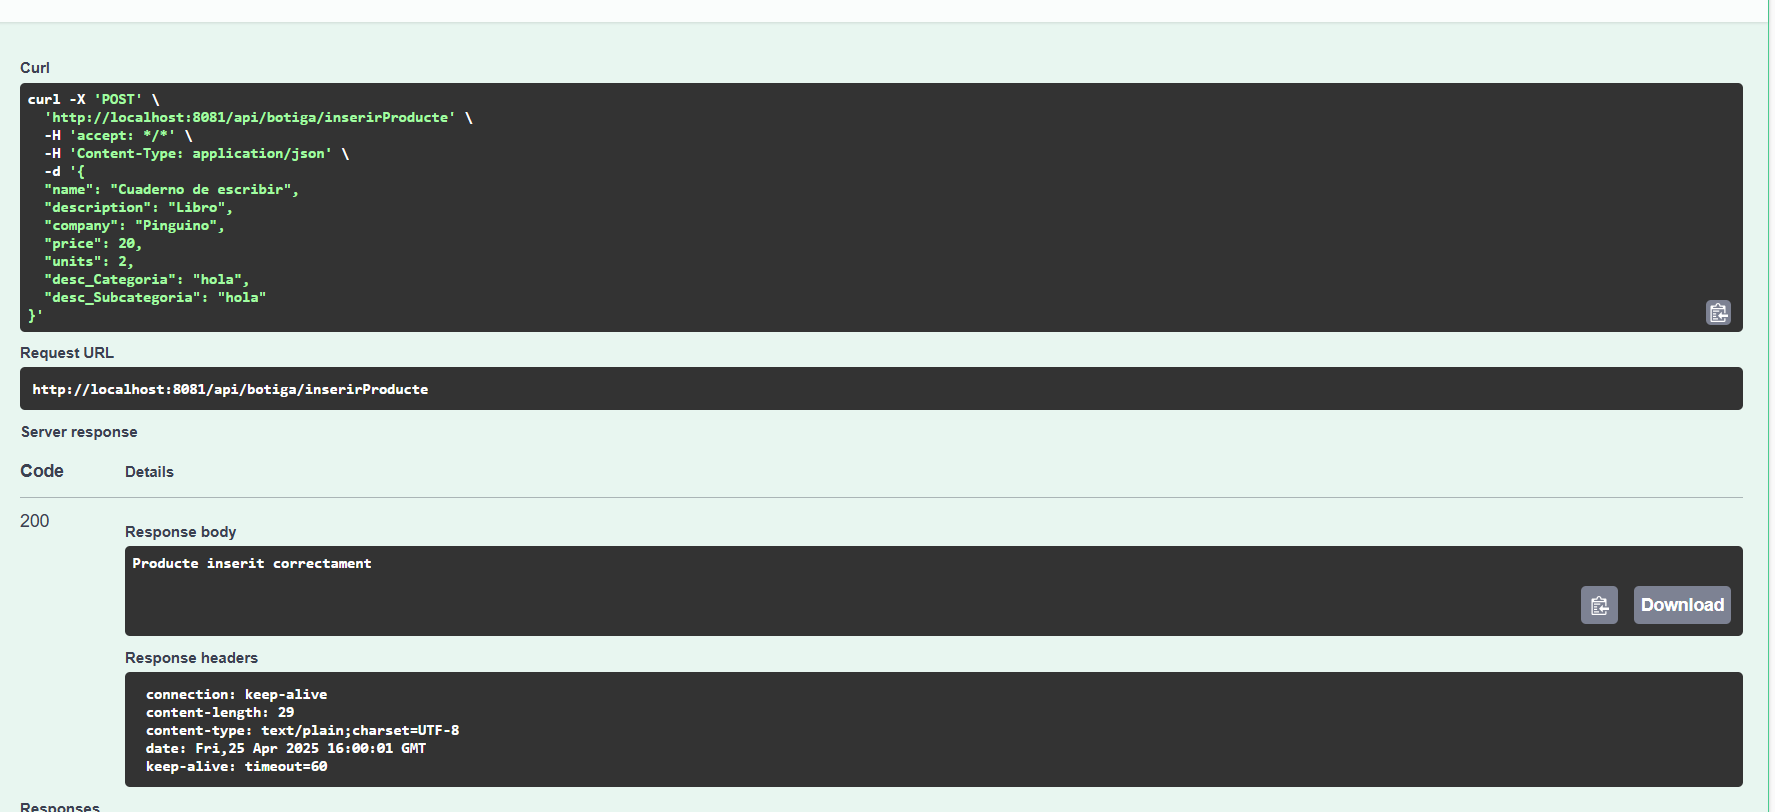 Curl
curl -X 'POST' \
'http://localhost:8081/api/botiga/inserirProducte' \
-H 'accept: */*' \
-H 'Content-Type: application/json' \
-d '{
"name": "Cuaderno de escribir",
"description": "Libro",
"company": "Pinguino",
"price": 20,
"units": 2,
"desc_Categoria": "hola",
"desc_Subcategoria": "hola"
}'
Request URL
http://localhost:8081/api/botiga/inserirProducte
Server response
Code Details
200
Response body
Producte inserit correctament
Download
Response headers
connection: keep-alive
content-length: 29
content-type: text/plain;charset=UTF-8
date: Fri,25 Apr 2025 16:00:01 GMT
keep-alive: timeout=60
Responses